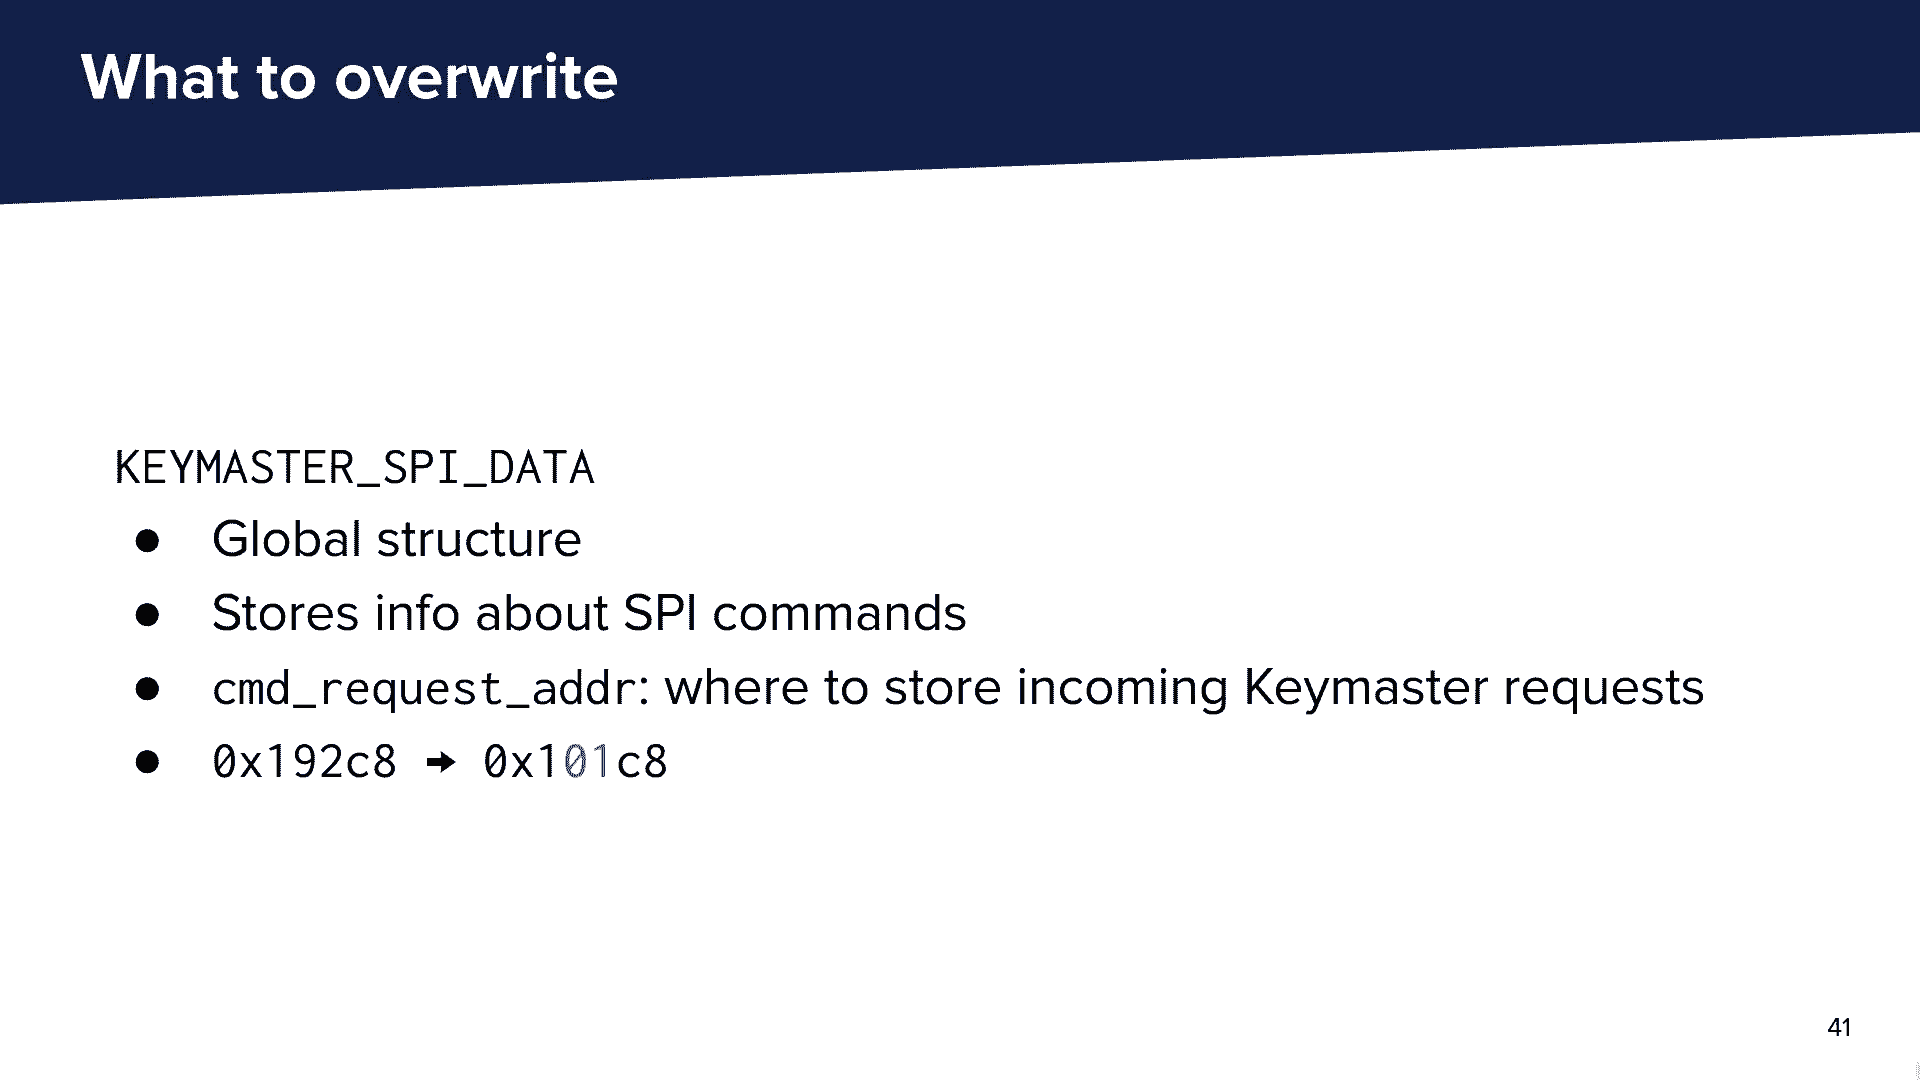 What to overwrite
KEYMASTER_SPI_DATA
● Global structure
● Stores info about SPI commands
● cmd_request_addr: where to store incoming Keymaster requests
● 0x192c8 → 0x101c8
41